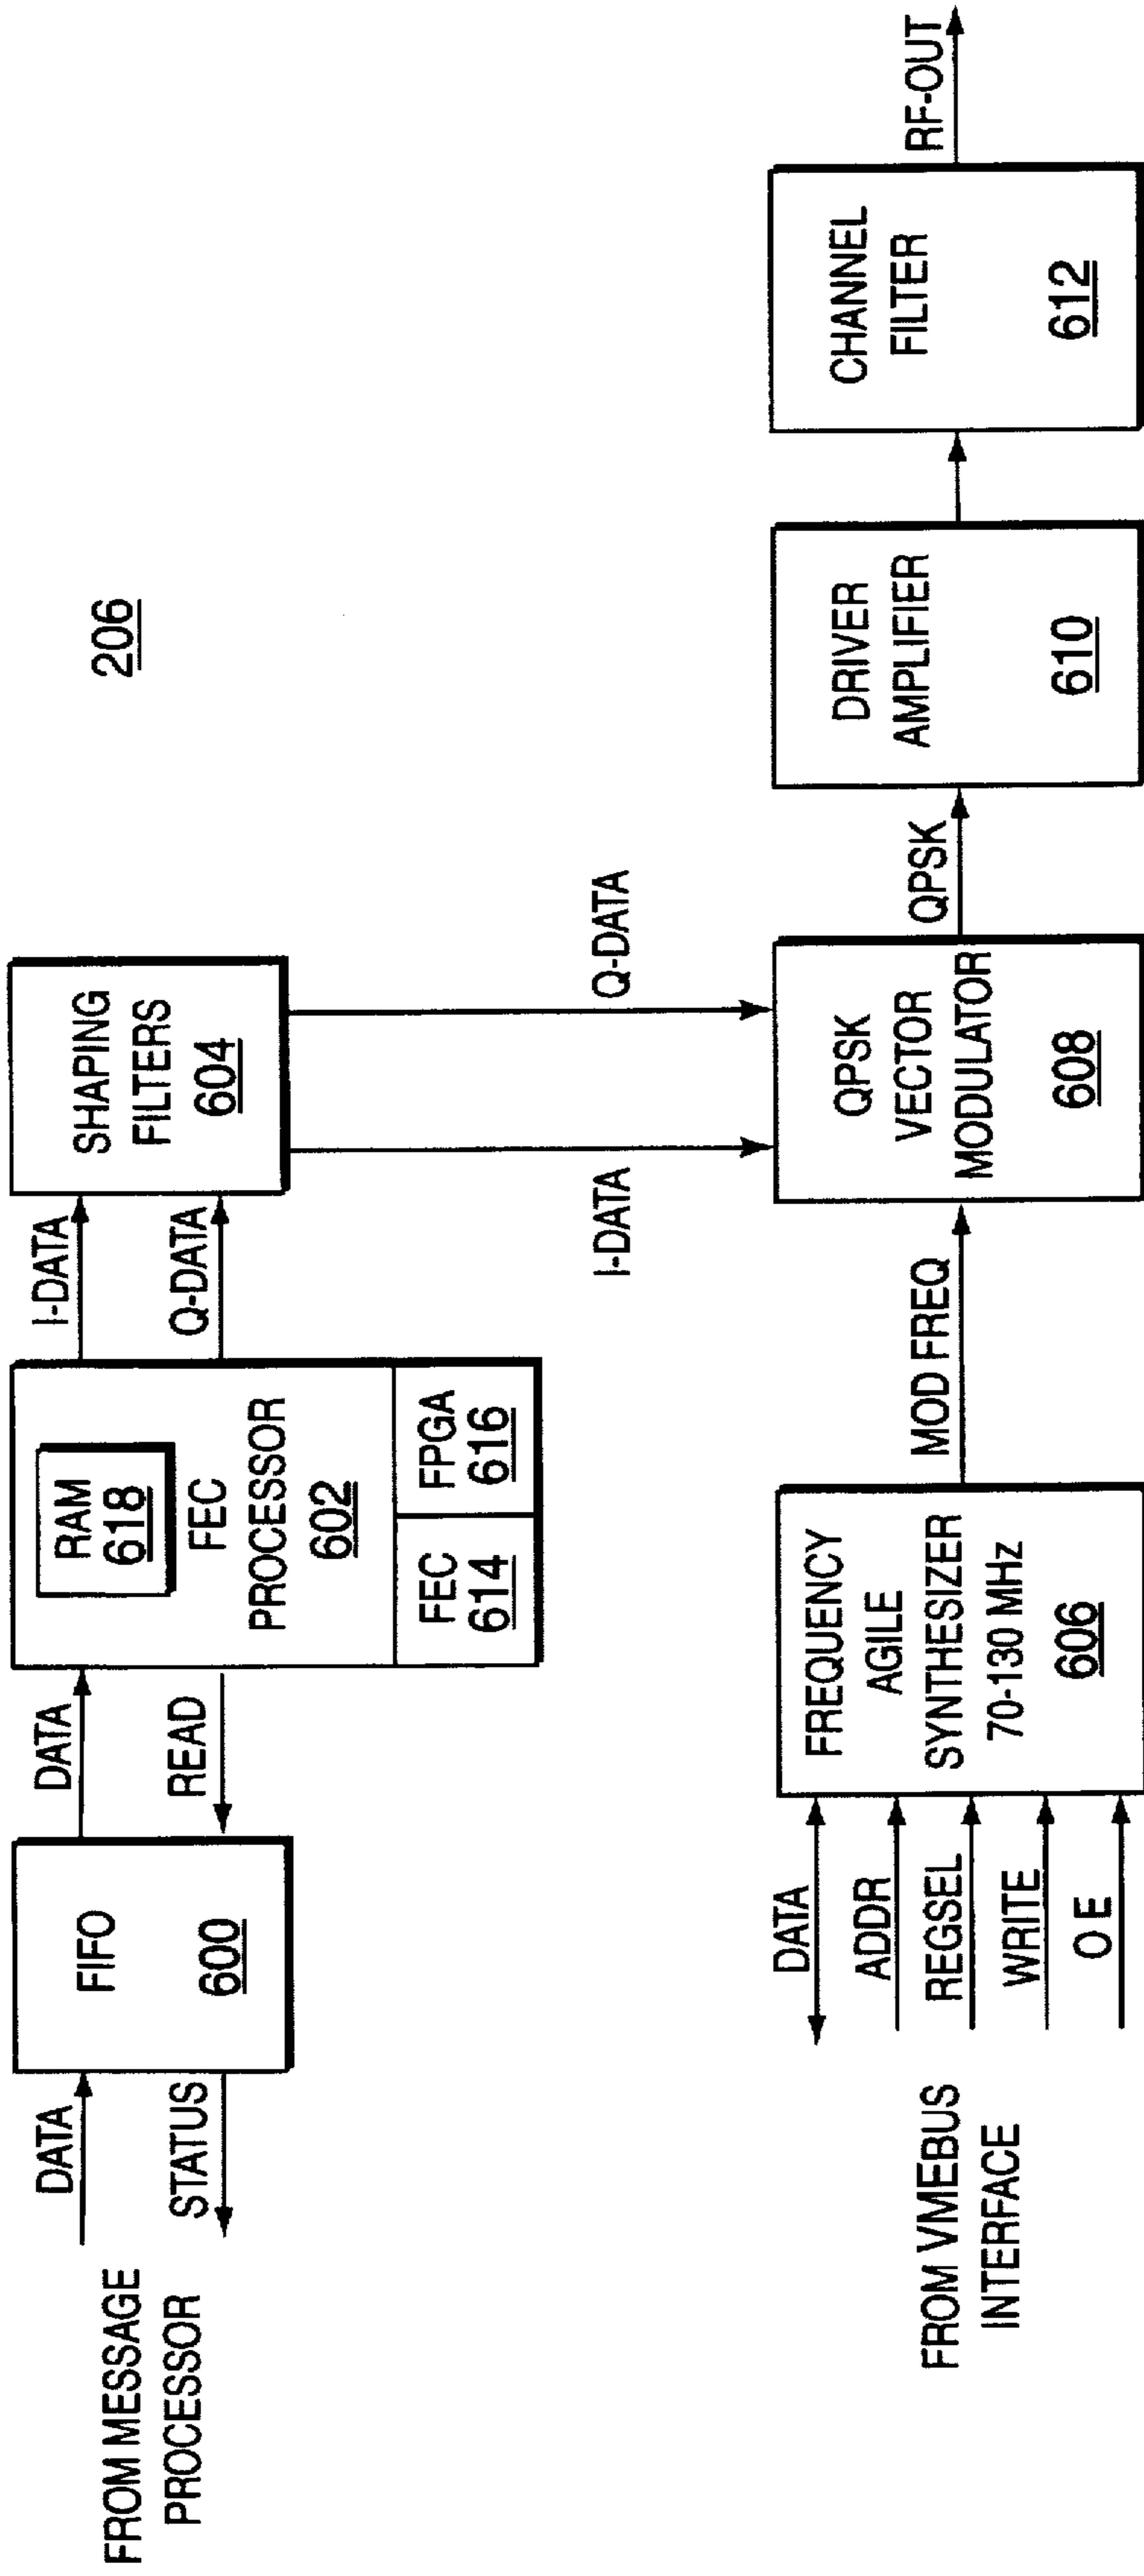 206
FROM MESSAGE
PROCESSOR
DATA
STATUS
FIFO
600
DATA
READ
RAM
618
FEC
PROCESSOR
602
FEC
614
FPGA
616
I-DATA
Q-DATA
SHAPING
FILTERS
604
I-DATA
Q-DATA
FROM VMEBUS
INTERFACE
DATA
ADDR
REGSEL
WRITE
O E
FREQUENCY
AGILE
SYNTHESIZER
70-130 MHz
606
MOD FREQ
QPSK
VECTOR
MODULATOR
608
QPSK
DRIVER
AMPLIFIER
610
CHANNEL
FILTER
612
RF-OUT